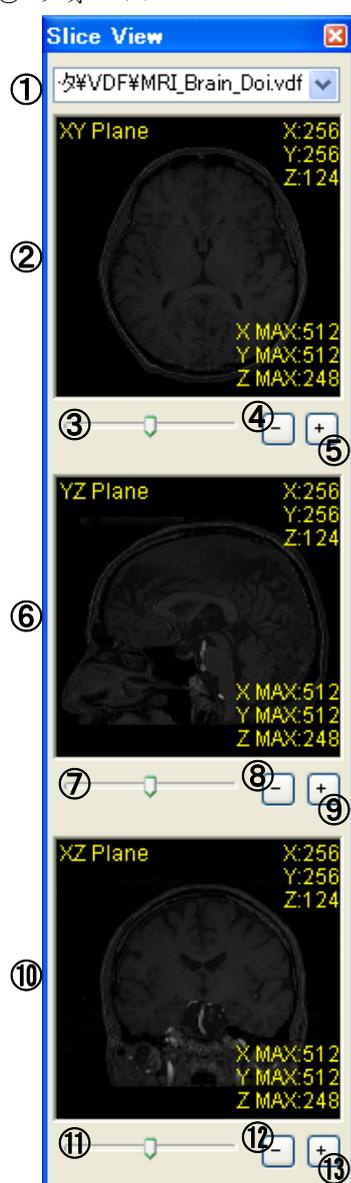 Slice View
① ·タ¥VDF¥MRI_Brain_Doi.vdf
XY Plane X:256
Y:256
Z:124
②
X MAX:512
Y MAX:512
Z MAX:248
③ ④ - + ⑤
YZ Plane X:256
Y:256
Z:124
⑥
X MAX:512
Y MAX:512
Z MAX:248
⑦ ⑧ - + ⑨
XZ Plane X:256
Y:256
Z:124
⑩
X MAX:512
Y MAX:512
Z MAX:248
⑪ ⑫ - + ⑬